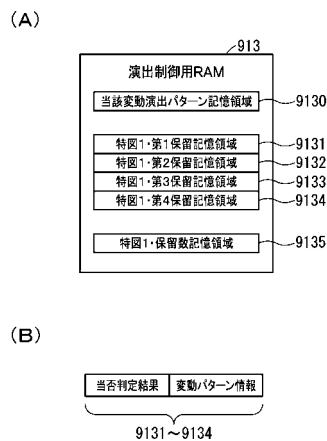 (A)
913
演出制御用RAM
当該変動演出パターン記憶領域
9130
特図1・第1保留記憶領域
9131
特図1・第2保留記憶領域
9132
特図1・第3保留記憶領域
9133
特図1・第4保留記憶領域
9134
特図1・保留数記憶領域
9135
(B)
当否判定結果 変動パターン情報
9131~9134